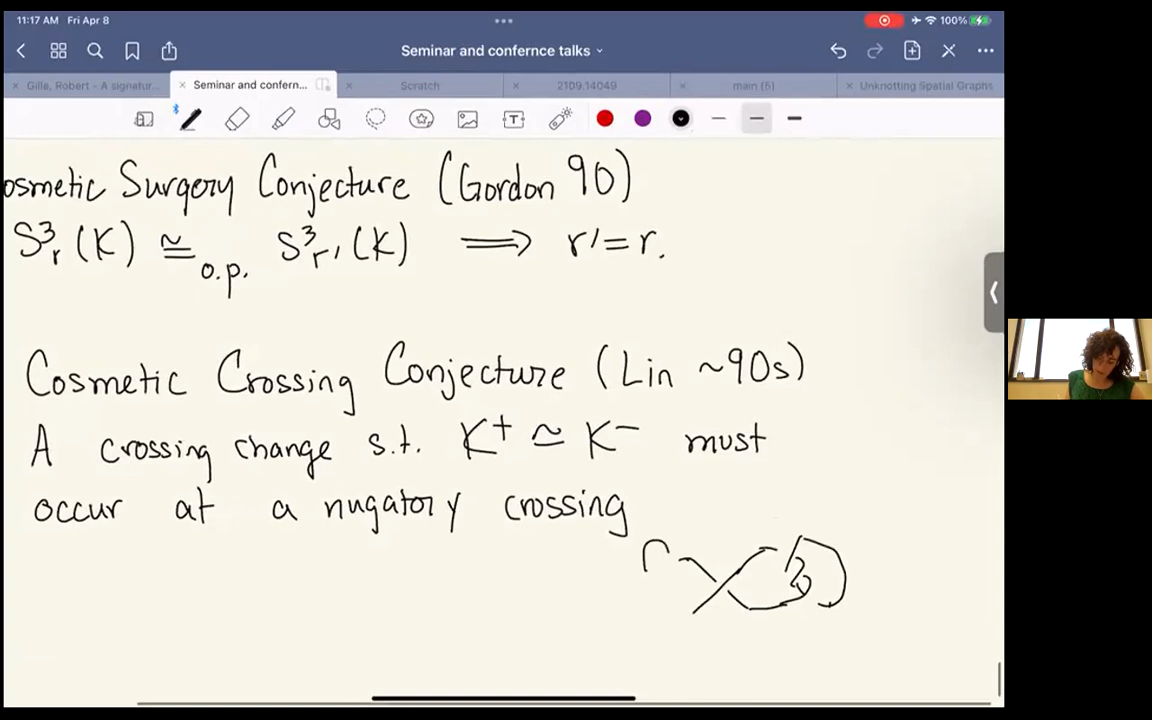 11:17 AM Fri Apr 8
100%
Seminar and confernce talks
Gille, Robert - A signatur...
Seminar and confern...
Scratch
2109.14049
main (5)
Unknotting Spatial Graphs
osmetic Surgery Conjecture (Gordon 90)
S³ᵣ(K) ≅ₒ.ₚ. S³ᵣ′(K) ⟹ r′=r.
Cosmetic Crossing Conjecture (Lin ~90s)
A crossing change s.t. K⁺ ≃ K⁻ must
occur at a nugatory crossing